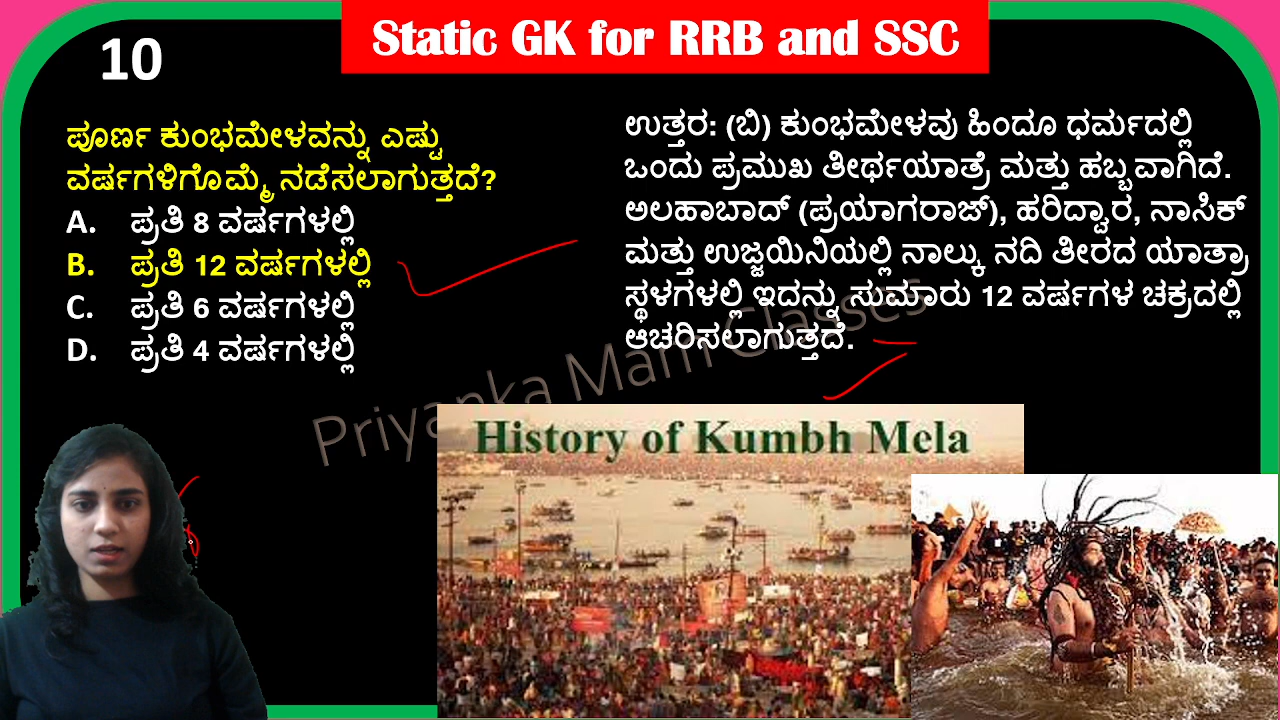 Static GK for RRB and SSC
10
ಪೂರ್ಣ ಕುಂಭಮೇಳವನ್ನು ಎಷ್ಟು
ವರ್ಷಗಳಿಗೊಮ್ಮೆ ನಡೆಸಲಾಗುತ್ತದೆ?
A. ಪ್ರತಿ 8 ವರ್ಷಗಳಲ್ಲಿ
B. ಪ್ರತಿ 12 ವರ್ಷಗಳಲ್ಲಿ
C. ಪ್ರತಿ 6 ವರ್ಷಗಳಲ್ಲಿ
D. ಪ್ರತಿ 4 ವರ್ಷಗಳಲ್ಲಿ
ಉತ್ತರ: (ಬಿ) ಕುಂಭಮೇಳವು ಹಿಂದೂ ಧರ್ಮದಲ್ಲಿ
ಒಂದು ಪ್ರಮುಖ ತೀರ್ಥಯಾತ್ರೆ ಮತ್ತು ಹಬ್ಬವಾಗಿದೆ.
ಅಲಹಾಬಾದ್ (ಪ್ರಯಾಗರಾಜ್), ಹರಿದ್ವಾರ, ನಾಸಿಕ್
ಮತ್ತು ಉಜ್ಜಯಿನಿಯಲ್ಲಿ ನಾಲ್ಕು ನದಿ ತೀರದ ಯಾತ್ರಾ
ಸ್ಥಳಗಳಲ್ಲಿ ಇದನ್ನು ಸುಮಾರು 12 ವರ್ಷಗಳ ಚಕ್ರದಲ್ಲಿ
ಆಚರಿಸಲಾಗುತ್ತದೆ.
Priyanka Mam Classes
History of Kumbh Mela